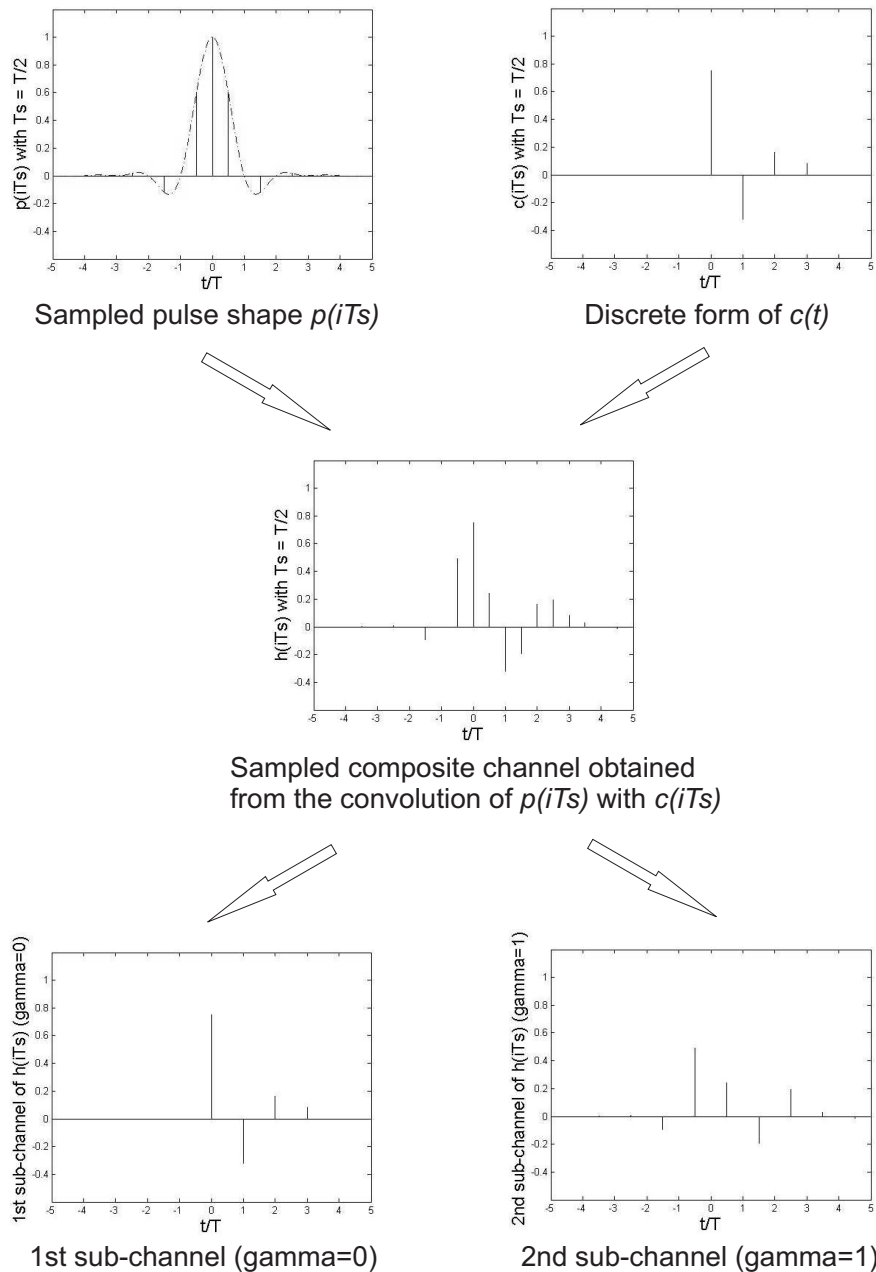 p(iTs) with Ts = T/2
1
0.8
0.6
0.4
0.2
0
-0.2
-0.4
-5 -4 -3 -2 -1 0 1 2 3 4 5
t/T
Sampled pulse shape p(iTs)
c(iTs) with Ts = T/2
1
0.8
0.6
0.4
0.2
0
-0.2
-0.4
-5 -4 -3 -2 -1 0 1 2 3 4 5
t/T
Discrete form of c(t)
h(iTs) with Ts = T/2
1
0.8
0.6
0.4
0.2
0
-0.2
-0.4
-5 -4 -3 -2 -1 0 1 2 3 4 5
t/T
Sampled composite channel obtained
from the convolution of p(iTs) with c(iTs)
1st sub-channel of h(iTs) (gamma=0)
1
0.8
0.6
0.4
0.2
0
-0.2
-0.4
-5 -4 -3 -2 -1 0 1 2 3 4 5
t/T
1st sub-channel (gamma=0)
2nd sub-channel of h(iTs) (gamma=1)
1
0.8
0.6
0.4
0.2
0
-0.2
-0.4
-5 -4 -3 -2 -1 0 1 2 3 4 5
t/T
2nd sub-channel (gamma=1)